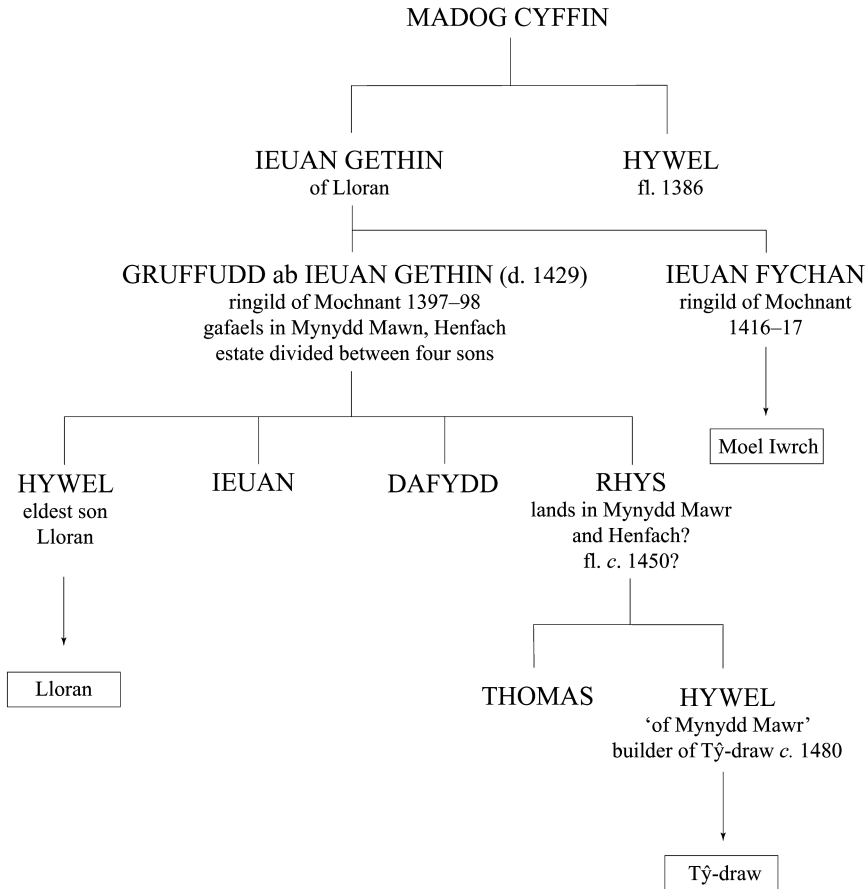 MADOG CYFFIN
IEUAN GETHIN
of Lloran
HYWEL
fl. 1386
GRUFFUDD ab IEUAN GETHIN (d. 1429)
ringild of Mochnant 1397–98
gafaels in Mynydd Mawn, Henfach
estate divided between four sons
IEUAN FYCHAN
ringild of Mochnant
1416–17
Moel Iwrch
HYWEL
eldest son
Lloran
IEUAN
DAFYDD
RHYS
lands in Mynydd Mawr
and Henfach?
fl. c. 1450?
Lloran
THOMAS
HYWEL
‘of Mynydd Mawr’
builder of Tŷ-draw c. 1480
Tŷ-draw